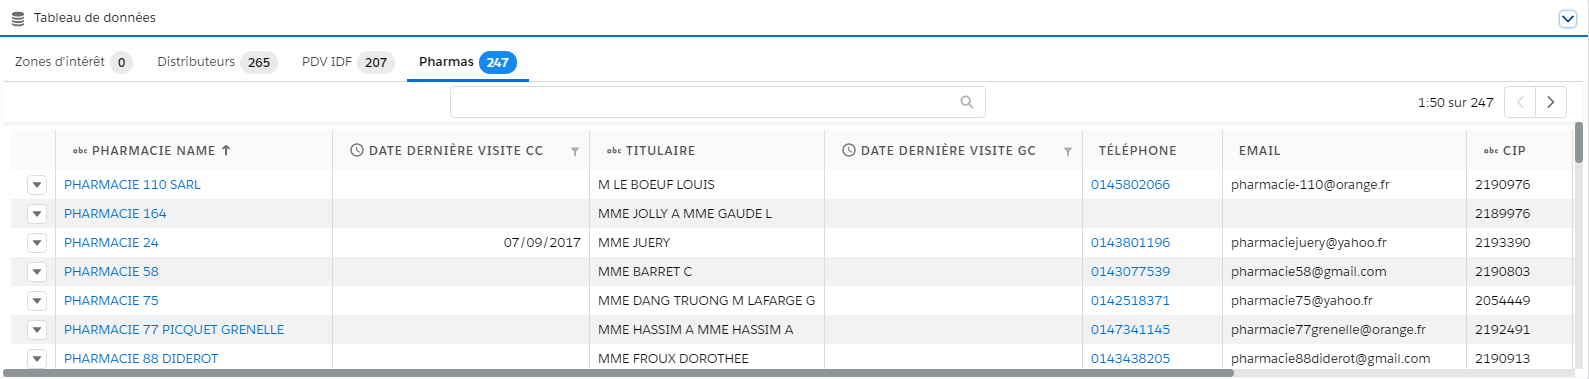 Tableau de données
Zones d'intérêt 0 Distributeurs 265 PDV IDF 207 Pharmas 247
1:50 sur 247
abc PHARMACIE NAME ↑ DATE DERNIÈRE VISITE CC abc TITULAIRE DATE DERNIÈRE VISITE GC TÉLÉPHONE EMAIL abc CIP
PHARMACIE 110 SARL M LE BOEUF LOUIS 0145802066 pharmacie-110@orange.fr 2190976
PHARMACIE 164 MME JOLLY A MME GAUDE L 2189976
PHARMACIE 24 07/09/2017 MME JUERY 0143801196 pharmaciejuery@yahoo.fr 2193390
PHARMACIE 58 MME BARRET C 0143077539 pharmacie58@gmail.com 2190803
PHARMACIE 75 MME DANG TRUONG M LAFARGE G 0142518371 pharmacie75@yahoo.fr 2054449
PHARMACIE 77 PICQUET GRENELLE MME HASSIM A MME HASSIM A 0147341145 pharmacie77grenelle@orange.fr 2192491
PHARMACIE 88 DIDEROT MME FROUX DOROTHEE 0143438205 pharmacie88diderot@gmail.com 2190913